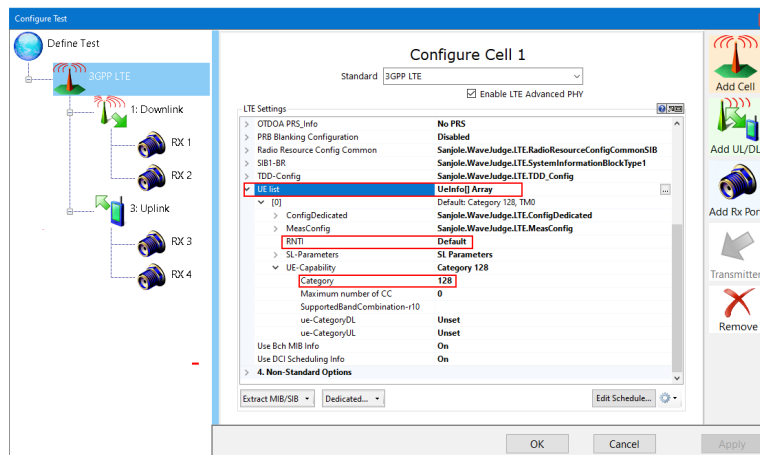 Configure Test
Define Test
3GPP LTE
1: Downlink
RX 1
RX 2
3: Uplink
RX 3
RX 4
Configure Cell 1
Standard 3GPP LTE
Enable LTE Advanced PHY
LTE Settings
OTDOA PRS_Info No PRS
PRB Blanking Configuration Disabled
Radio Resource Config Common Sanjole.WaveJudge.LTE.RadioResourceConfigCommonSIB
SIB1-BR Sanjole.WaveJudge.LTE.SystemInformationBlockType1
TDD-Config Sanjole.WaveJudge.LTE.TDD_Config
UE list UeInfo[] Array ...
[0] Default: Category 128, TM0
ConfigDedicated Sanjole.WaveJudge.LTE.ConfigDedicated
MeasConfig Sanjole.WaveJudge.LTE.MeasConfig
RNTI Default
SL-Parameters SL Parameters
UE-Capability Category 128
Category 128
Maximum number of CC 0
SupportedBandCombination-r10
ue-CategoryDL Unset
ue-CategoryUL Unset
Use Bch MIB Info On
Use DCI Scheduling Info On
4. Non-Standard Options
Extract MIB/SIB Dedicated... Edit Schedule...
OK Cancel Apply
Add Cell
Add UL/DL
Add Rx Por
Transmitter
Remove